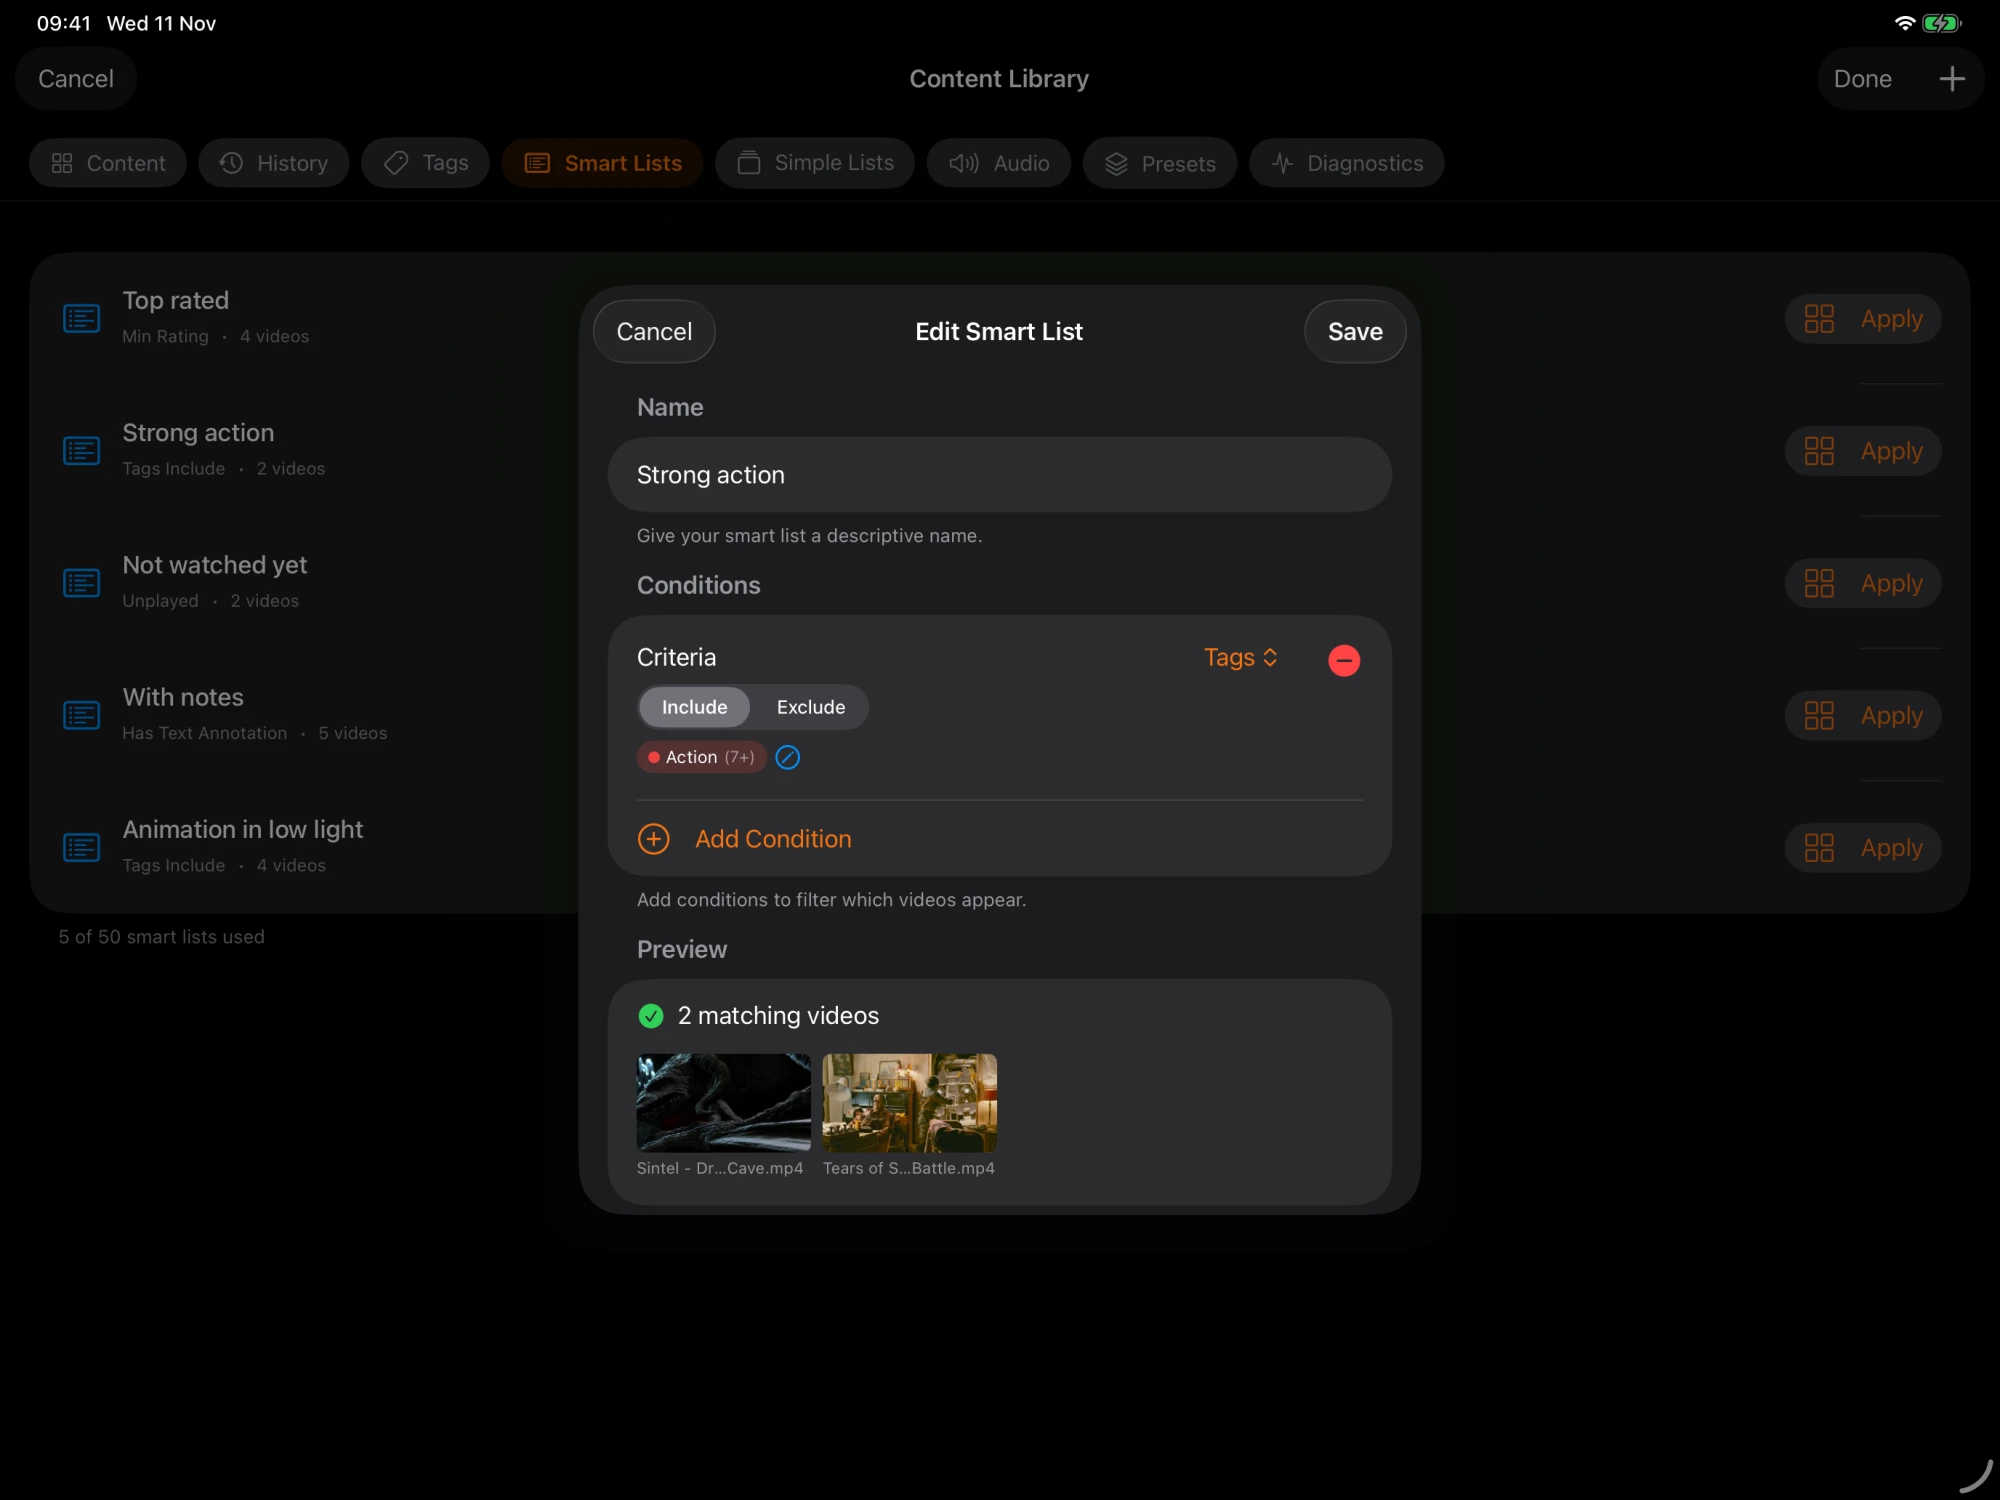 09:41 Wed 11 Nov
Cancel
Content Library
Done
Content
History
Tags
Smart Lists
Simple Lists
Audio
Presets
Diagnostics
Top rated
Min Rating • 4 videos
Apply
Strong action
Tags Include • 2 videos
Apply
Not watched yet
Unplayed • 2 videos
Apply
With notes
Has Text Annotation • 5 videos
Apply
Animation in low light
Tags Include • 4 videos
Apply
5 of 50 smart lists used
Cancel
Edit Smart List
Save
Name
Strong action
Give your smart list a descriptive name.
Conditions
Criteria
Tags
Include
Exclude
Action (7+)
Add Condition
Add conditions to filter which videos appear.
Preview
2 matching videos
Sintel - Dr...Cave.mp4
Tears of S...Battle.mp4